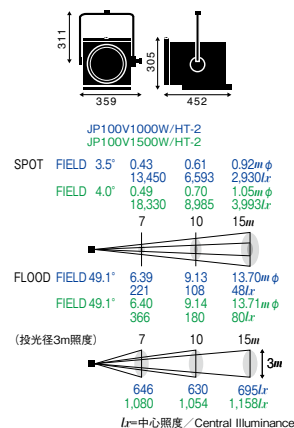 311
305
359
452
JP100V1000W/HT-2
JP100V1500W/HT-2
SPOT FIELD 3.5° 0.43 0.61 0.92mφ
13,450 6,593 2,930lx
FIELD 4.0° 0.49 0.70 1.05mφ
18,330 8,985 3,993lx
7 10 15m
FLOOD FIELD 49.1° 6.39 9.13 13.70mφ
221 108 48lx
FIELD 49.1° 6.40 9.14 13.71mφ
366 180 80lx
(投光径3m照度) 7 10 15m
3m
646 630 695lx
1,080 1,054 1,158lx
lx=中心照度/Central Illuminance